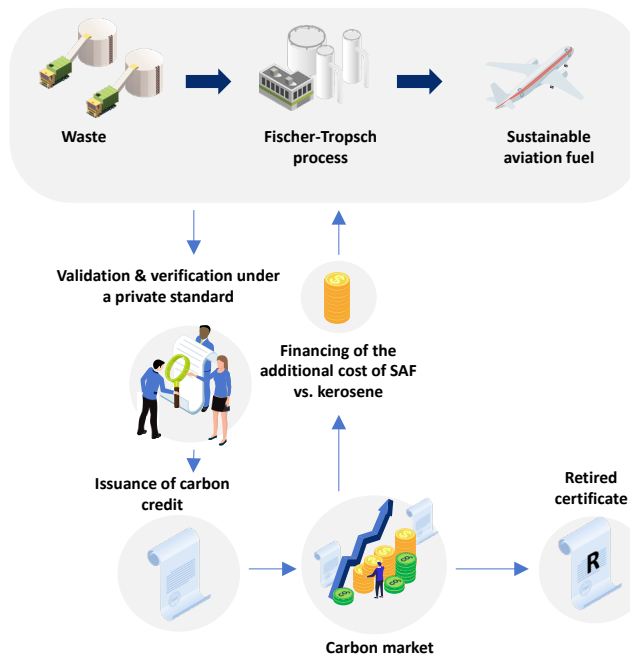 Waste
Fischer-Tropsch
process
Sustainable
aviation fuel
Validation & verification under
a private standard
Financing of the
additional cost of SAF
vs. kerosene
Issuance of carbon
credit
Retired
certificate
R
Carbon market